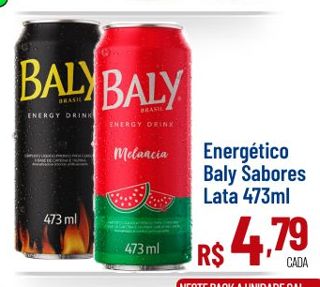 BALY
BRASIL
ENERGY DRINK
473 ml
BALY
BRASIL
ENERGY DRINK
Melancia
473 ml
Energético
Baly Sabores
Lata 473ml
R$ 4,79
CADA